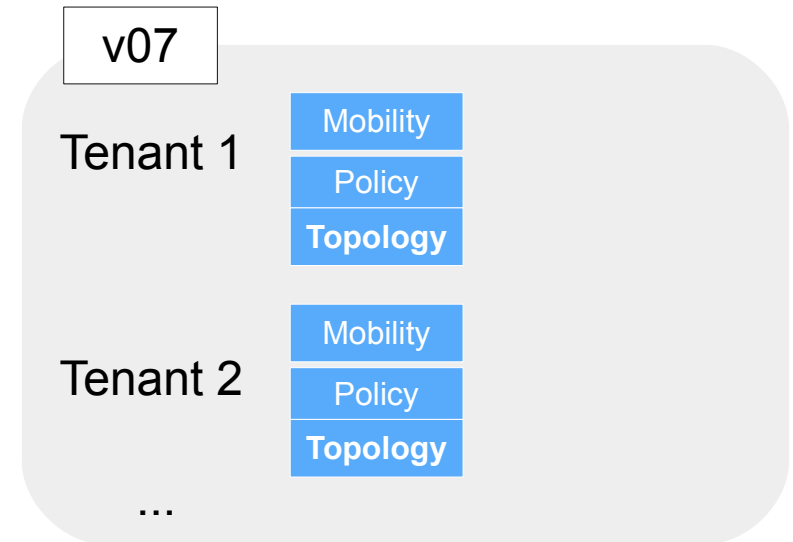 v07
Tenant 1
Mobility
Policy
Topology
Tenant 2
Mobility
Policy
Topology
...